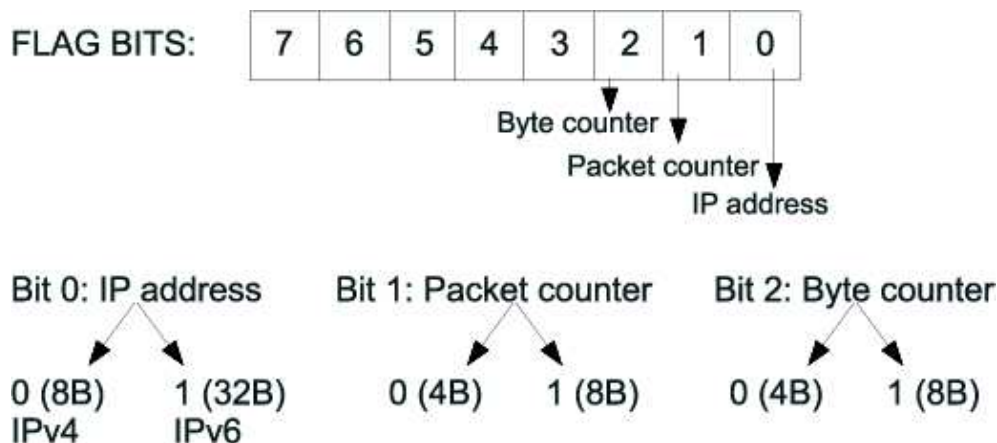 FLAG BITS: 7 6 5 4 3 2 1 0
Byte counter
Packet counter
IP address
Bit 0: IP address Bit 1: Packet counter Bit 2: Byte counter
0 (8B) 1 (32B) 0 (4B) 1 (8B) 0 (4B) 1 (8B)
IPv4 IPv6